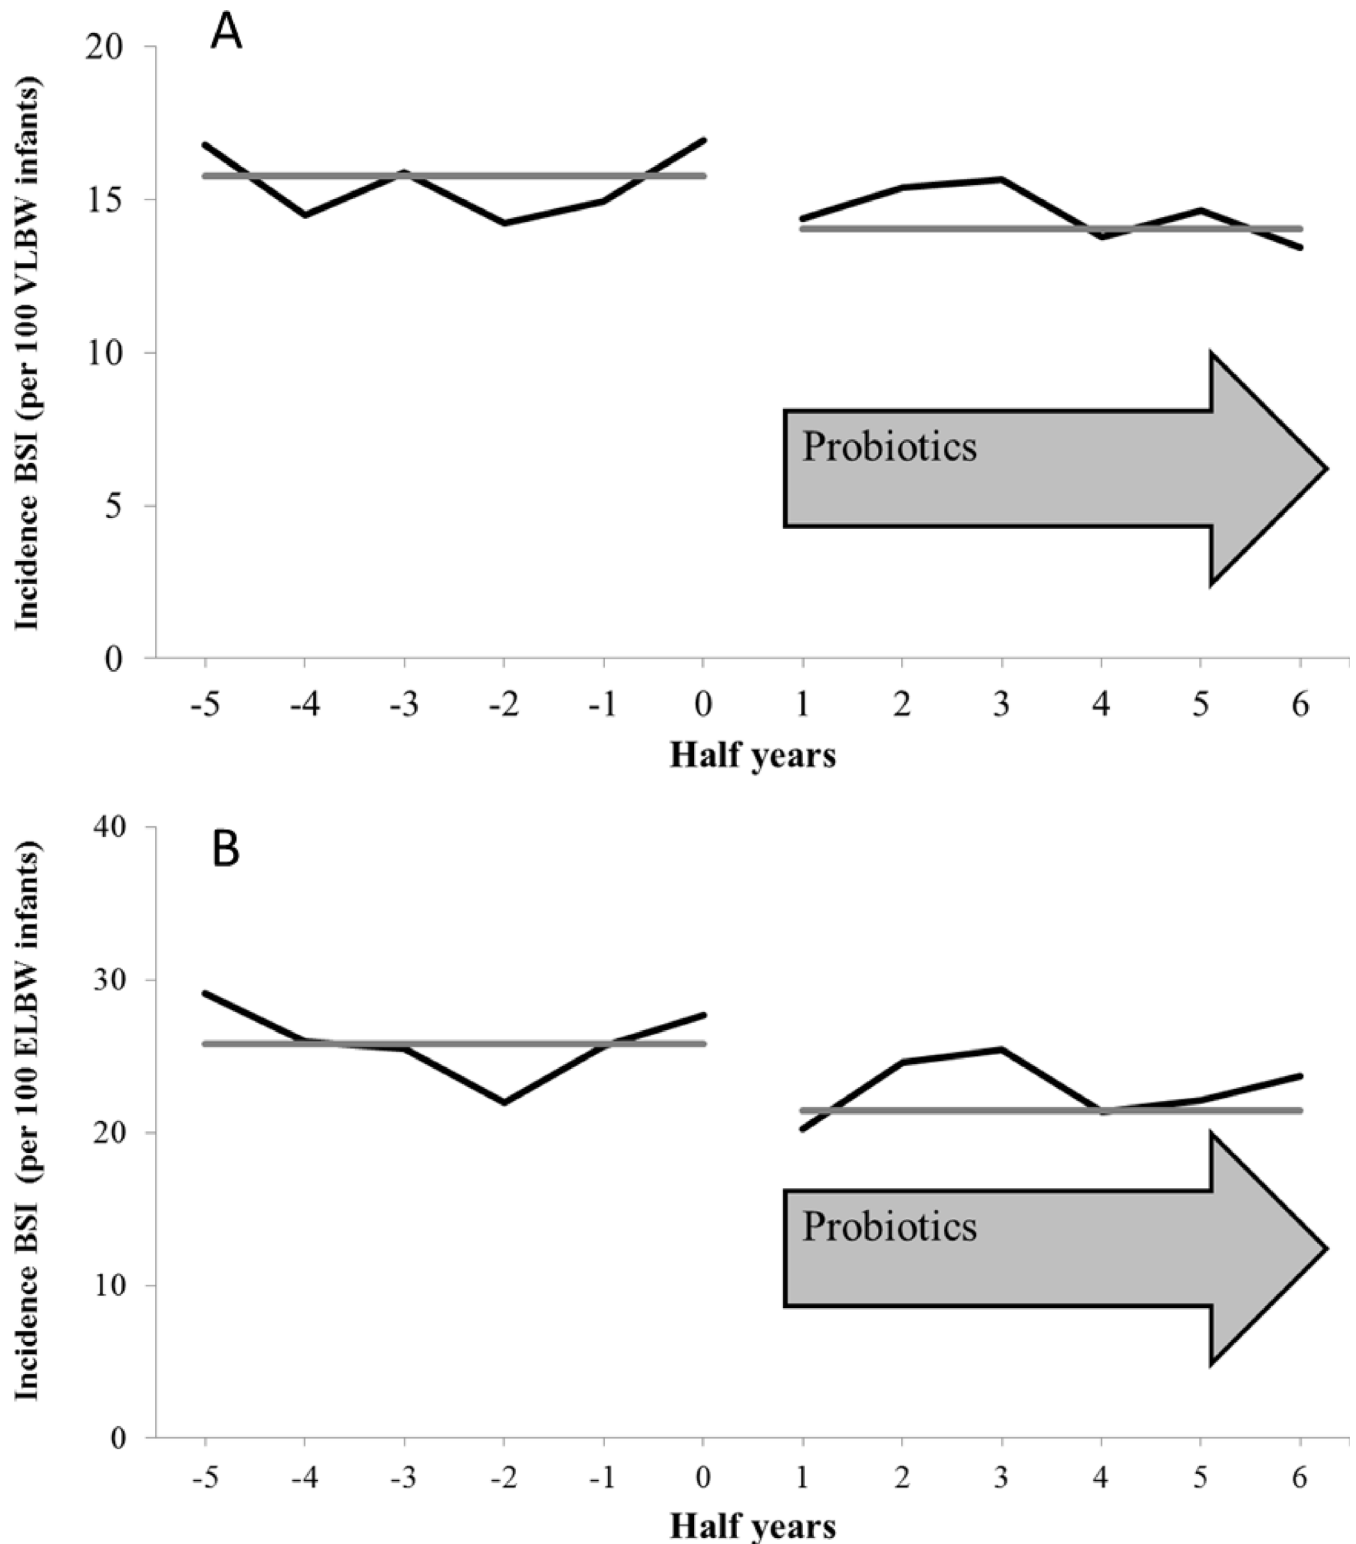 A
Incidence BSI (per 100 VLBW infants)
20
15
10
5
0
Probiotics
-5 -4 -3 -2 -1 0 1 2 3 4 5 6
Half years
B
Incidence BSI (per 100 ELBW infants)
40
30
20
10
0
Probiotics
-5 -4 -3 -2 -1 0 1 2 3 4 5 6
Half years